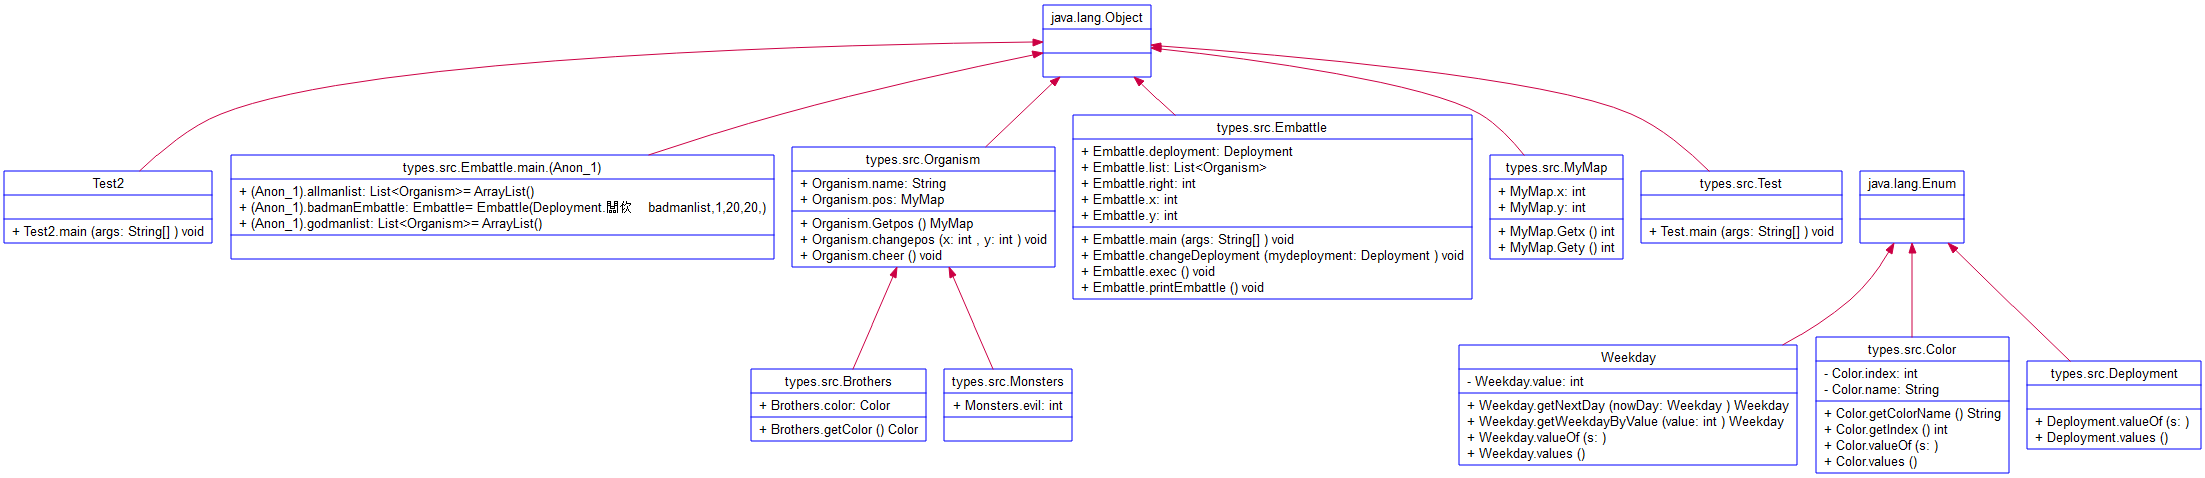 java.lang.Object
Test2
+ Test2.main (args: String[] ) void
types.src.Embattle.main.(Anon_1)
+ (Anon_1).allmanlist: List<Organism>= ArrayList()
+ (Anon_1).badmanEmbattle: Embattle= Embattle(Deployment. badmanlist,1,20,20,)
+ (Anon_1).godmanlist: List<Organism>= ArrayList()
types.src.Organism
+ Organism.name: String
+ Organism.pos: MyMap
+ Organism.Getpos () MyMap
+ Organism.changepos (x: int , y: int ) void
+ Organism.cheer () void
types.src.Embattle
+ Embattle.deployment: Deployment
+ Embattle.list: List<Organism>
+ Embattle.right: int
+ Embattle.x: int
+ Embattle.y: int
+ Embattle.main (args: String[] ) void
+ Embattle.changeDeployment (mydeployment: Deployment ) void
+ Embattle.exec () void
+ Embattle.printEmbattle () void
types.src.MyMap
+ MyMap.x: int
+ MyMap.y: int
+ MyMap.Getx () int
+ MyMap.Gety () int
types.src.Test
+ Test.main (args: String[] ) void
java.lang.Enum
types.src.Brothers
+ Brothers.color: Color
+ Brothers.getColor () Color
types.src.Monsters
+ Monsters.evil: int
Weekday
- Weekday.value: int
+ Weekday.getNextDay (nowDay: Weekday ) Weekday
+ Weekday.getWeekdayByValue (value: int ) Weekday
+ Weekday.valueOf (s: )
+ Weekday.values ()
types.src.Color
- Color.index: int
- Color.name: String
+ Color.getColorName () String
+ Color.getIndex () int
+ Color.valueOf (s: )
+ Color.values ()
types.src.Deployment
+ Deployment.valueOf (s: )
+ Deployment.values ()